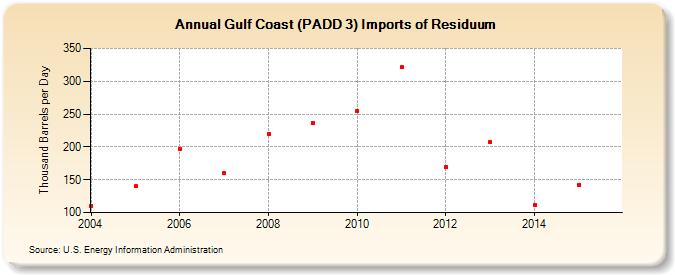 Annual Gulf Coast (PADD 3) Imports of Residuum
Thousand Barrels per Day
350
300
250
200
150
100
2004 2006 2008 2010 2012 2014
Source: U.S. Energy Information Administration